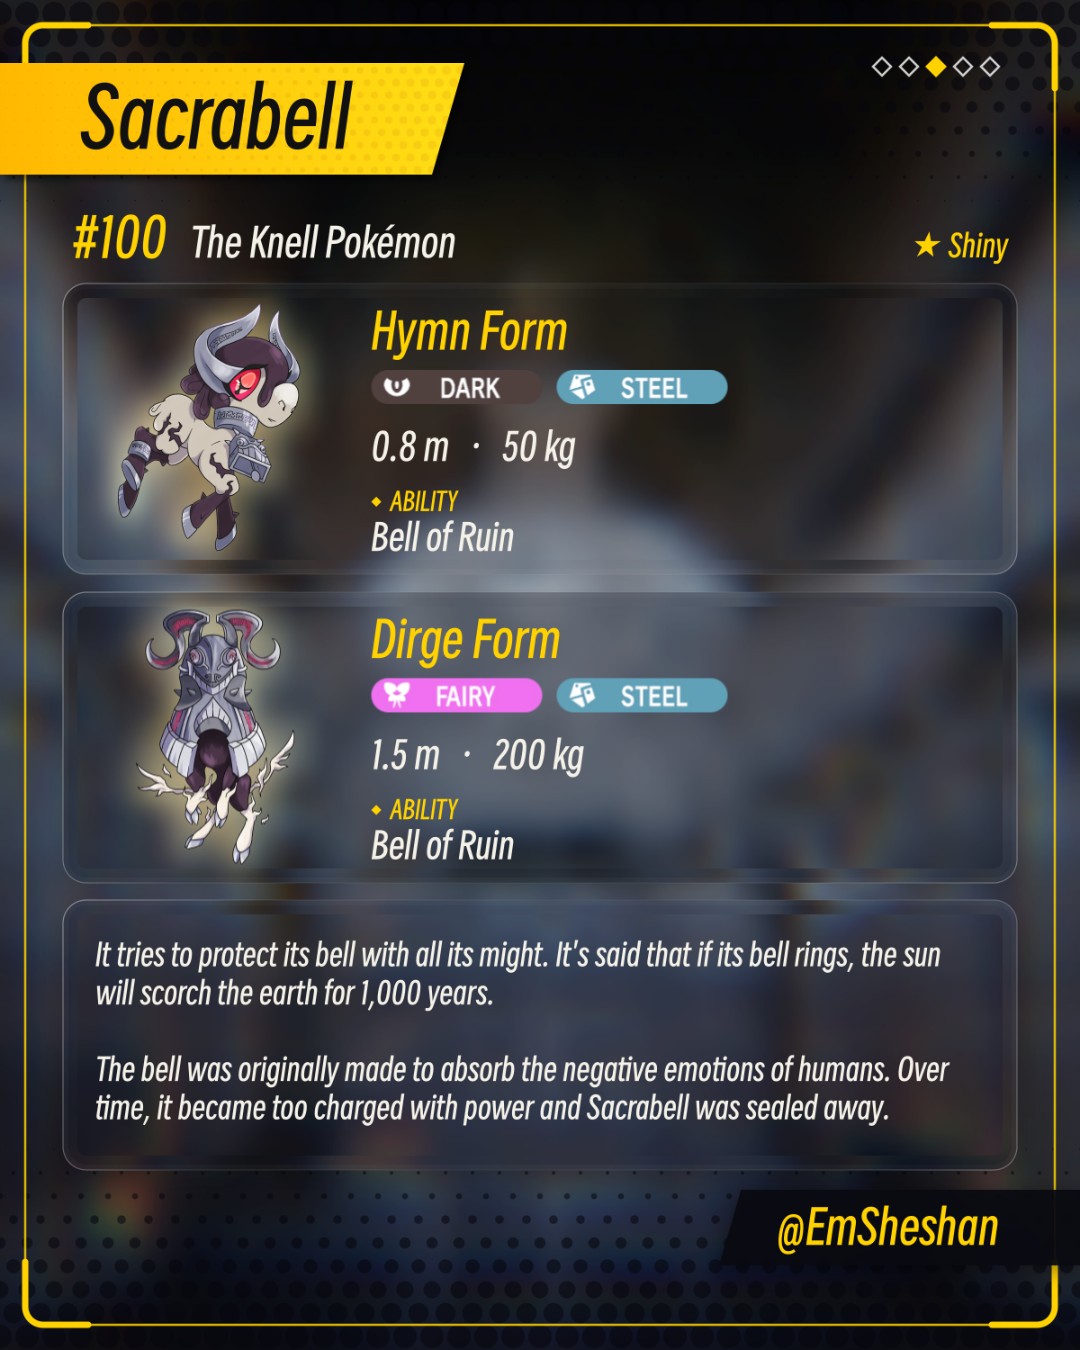 Sacrabell
#100 The Knell Pokémon
★ Shiny
Hymn Form
DARK STEEL
0.8 m · 50 kg
◆ ABILITY
Bell of Ruin
Dirge Form
FAIRY STEEL
1.5 m · 200 kg
◆ ABILITY
Bell of Ruin
It tries to protect its bell with all its might. It's said that if its bell rings, the sun
will scorch the earth for 1,000 years.
The bell was originally made to absorb the negative emotions of humans. Over
time, it became too charged with power and Sacrabell was sealed away.
@EmSheshan